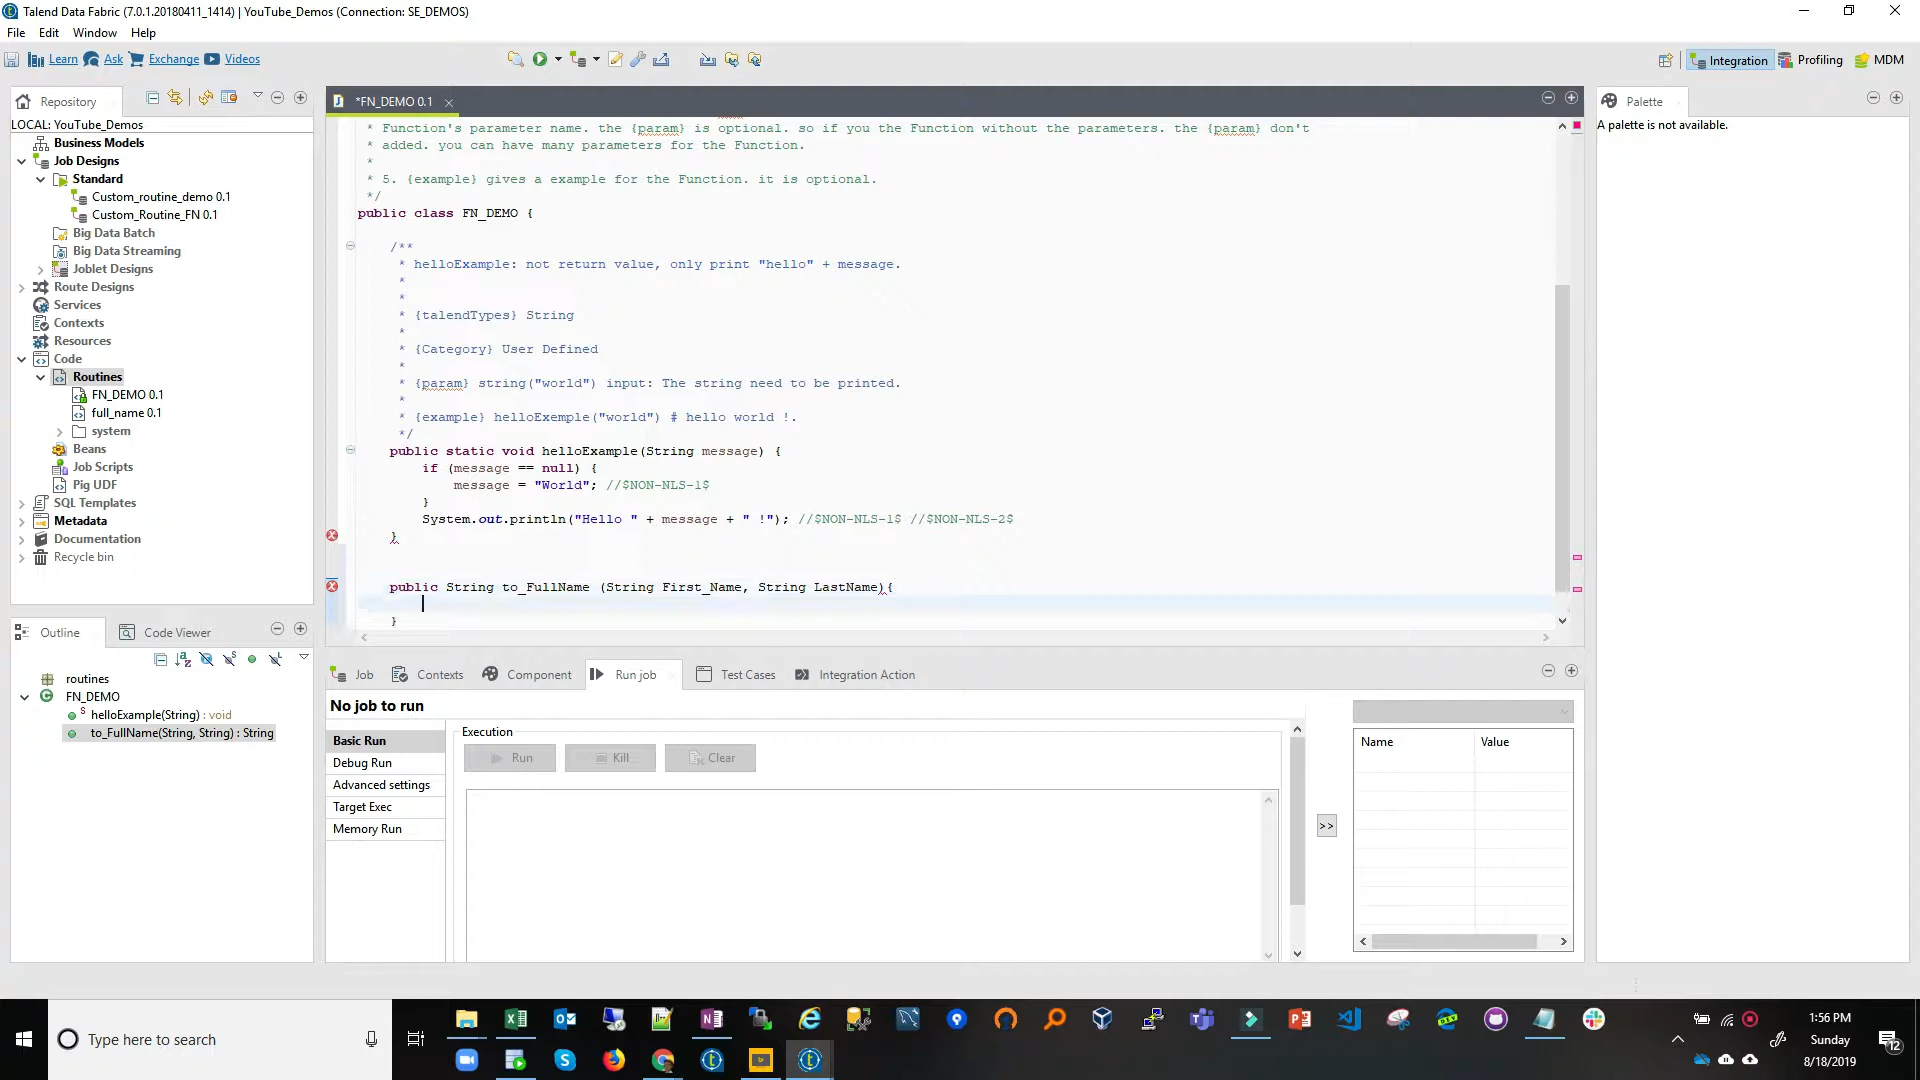 Talend Data Fabric (7.0.1.20180411_1414) | YouTube_Demos (Connection: SE_DEMOS)
File Edit Window Help
Learn Ask Exchange Videos
Integration Profiling MDM
Repository
LOCAL: YouTube_Demos
Business Models
Job Designs
Standard
Custom_routine_demo 0.1
Custom_Routine_FN 0.1
Big Data Batch
Big Data Streaming
Joblet Designs
Route Designs
Services
Contexts
Resources
Code
Routines
FN_DEMO 0.1
full_name 0.1
system
Beans
Job Scripts
Pig UDF
SQL Templates
Metadata
Documentation
Recycle bin
*FN_DEMO 0.1
* Function's parameter name. the {param} is optional. so if you the Function without the parameters. the {param} don't
* added. you can have many parameters for the Function.
*
* 5. {example} gives a example for the Function. it is optional.
*/
public class FN_DEMO {
/**
* helloExample: not return value, only print "hello" + message.
*
*
* {talendTypes} String
*
* {Category} User Defined
*
* {param} string("world") input: The string need to be printed.
*
* {example} helloExemple("world") # hello world !.
*/
public static void helloExample(String message) {
if (message == null) {
message = "World"; //$NON-NLS-1$
}
System.out.println("Hello " + message + " !"); //$NON-NLS-1$ //$NON-NLS-2$
}
public String to_FullName (String First_Name, String LastName){
}
Palette
A palette is not available.
Outline Code Viewer
routines
FN_DEMO
helloExample(String) : void
to_FullName(String, String) : String
Job Contexts Component Run job Test Cases Integration Action
No job to run
Basic Run
Debug Run
Advanced settings
Target Exec
Memory Run
Execution
Run Kill Clear
>>
Name Value
Type here to search
1:56 PM
Sunday
8/18/2019
12